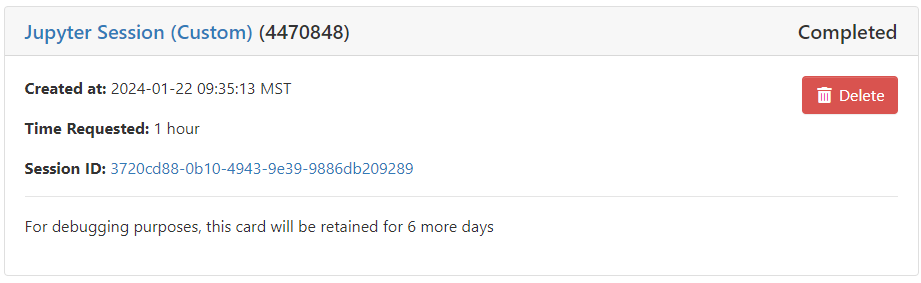 Jupyter Session (Custom) (4470848) Completed
Created at: 2024-01-22 09:35:13 MST
Delete
Time Requested: 1 hour
Session ID: 3720cd88-0b10-4943-9e39-9886db209289
For debugging purposes, this card will be retained for 6 more days